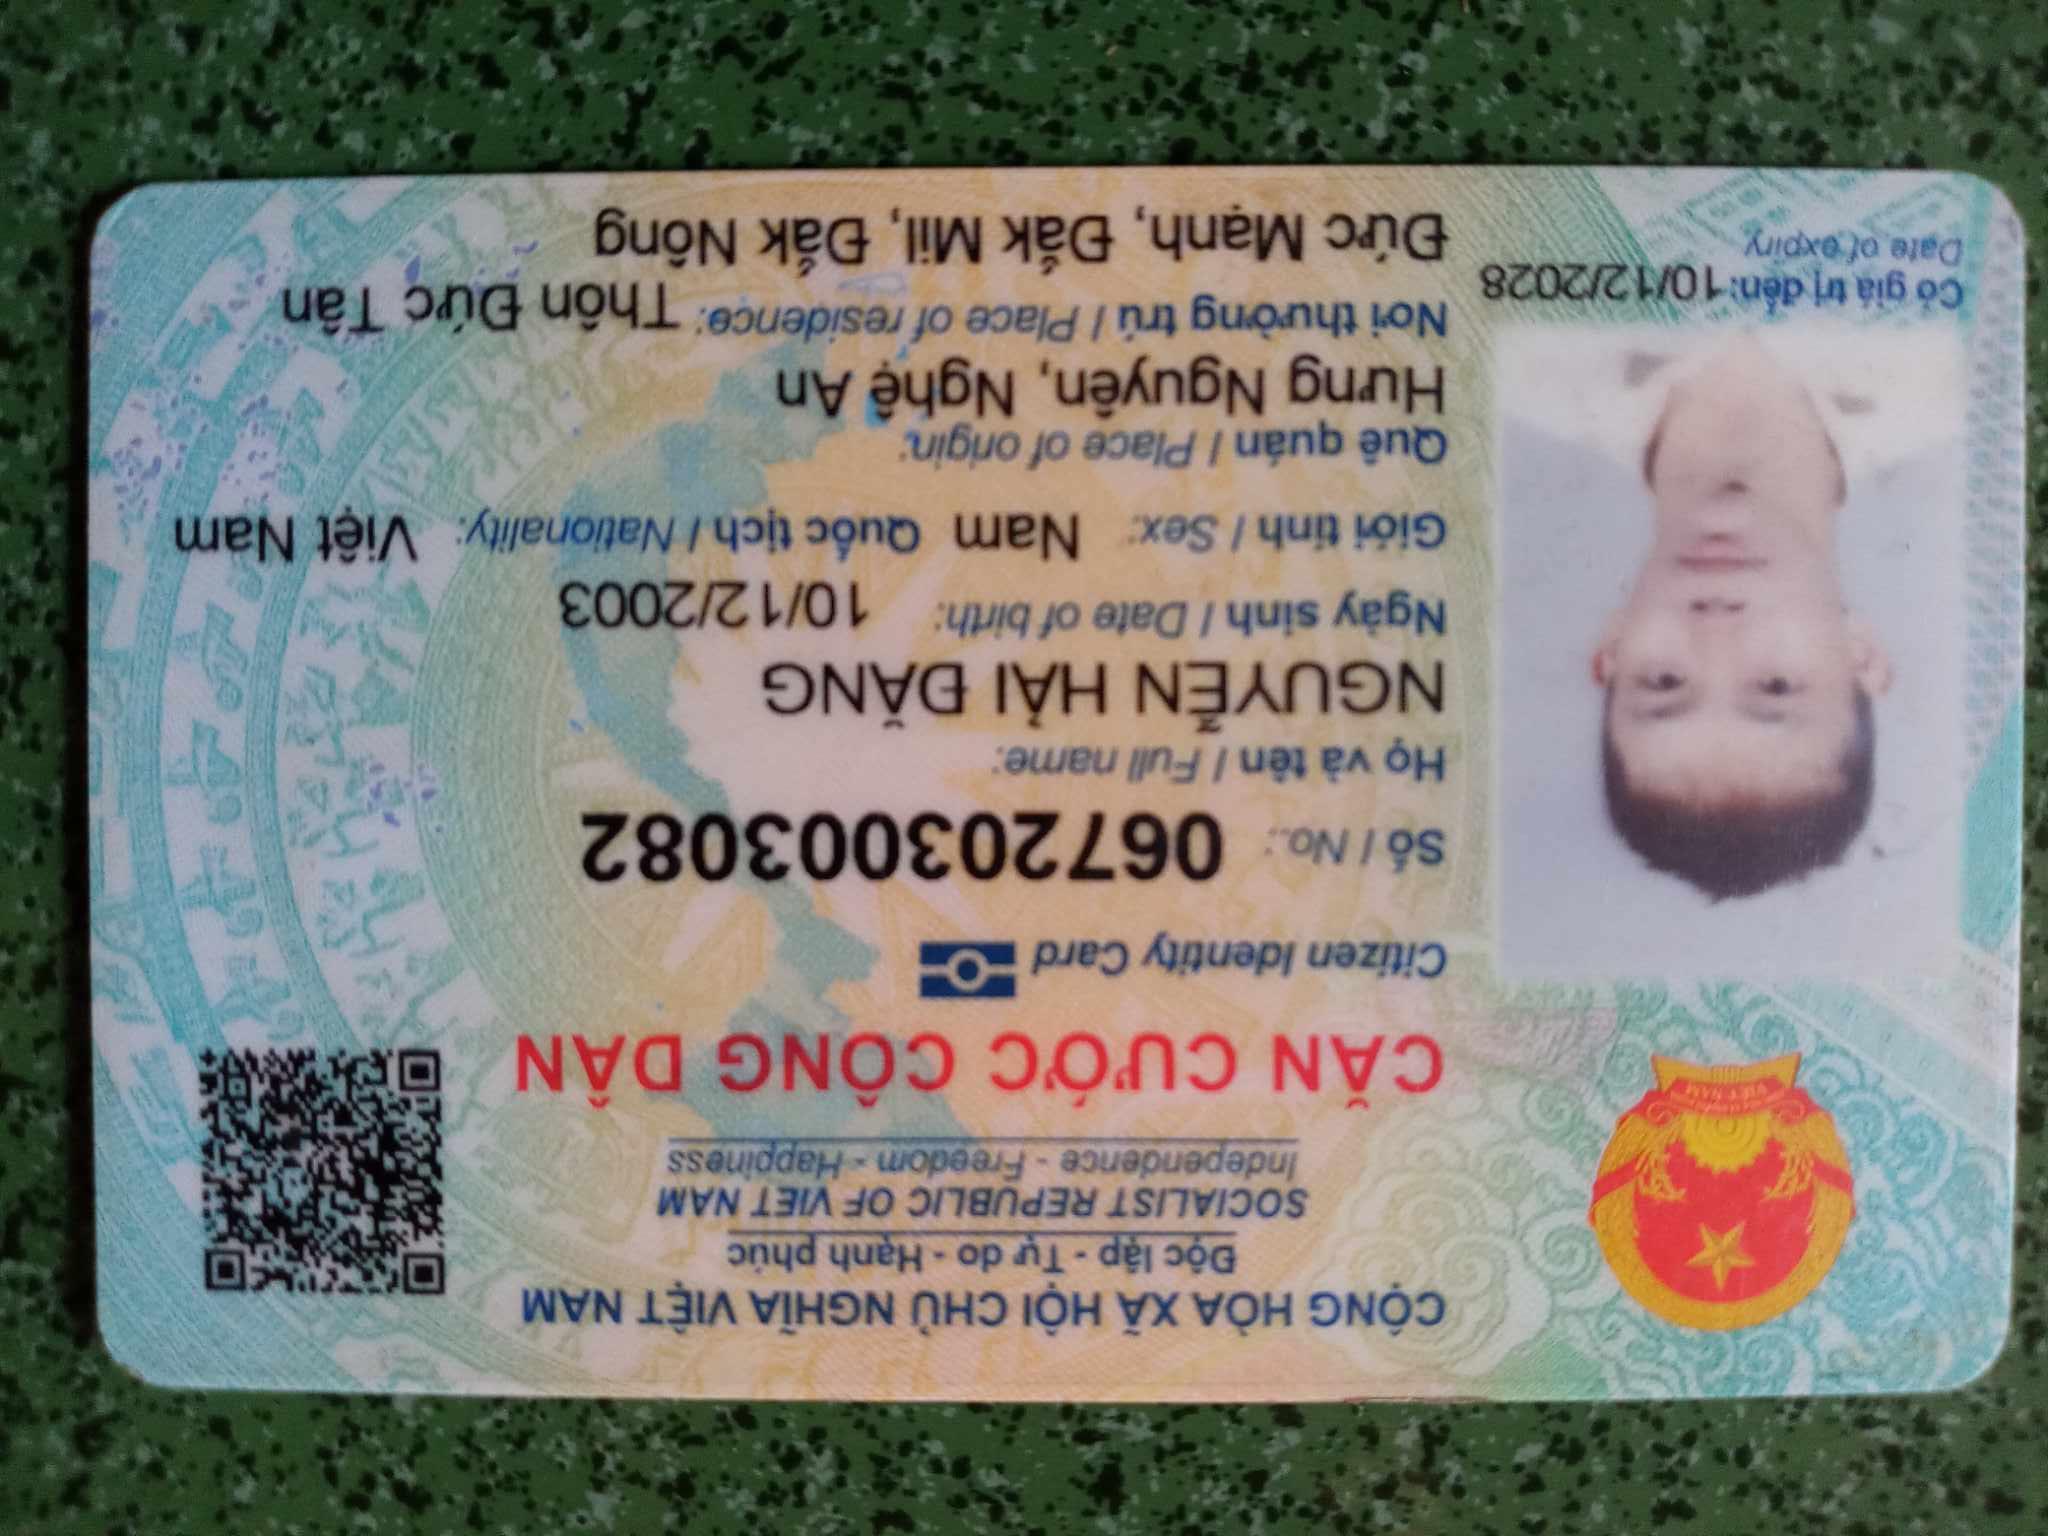 CỘNG HÒA XÃ HỘI CHỦ NGHĨA VIỆT NAM
Độc lập - Tự do - Hạnh phúc
SOCIALIST REPUBLIC OF VIET NAM
Independence - Freedom - Happiness
CĂN CƯỚC CÔNG DÂN
Citizen Identity Card
Số / No.: 067203003082
Họ và tên / Full name:
NGUYỄN HẢI ĐĂNG
Ngày sinh / Date of birth: 10/12/2003
Giới tính / Sex: Nam Quốc tịch / Nationality: Việt Nam
Quê quán / Place of origin:
Hưng Nguyên, Nghệ An
Nơi thường trú / Place of residence: Thôn Đức Tân
Đức Mạnh, Đắk Mil, Đắk Nông
Có giá trị đến: 10/12/2028
Date of expiry